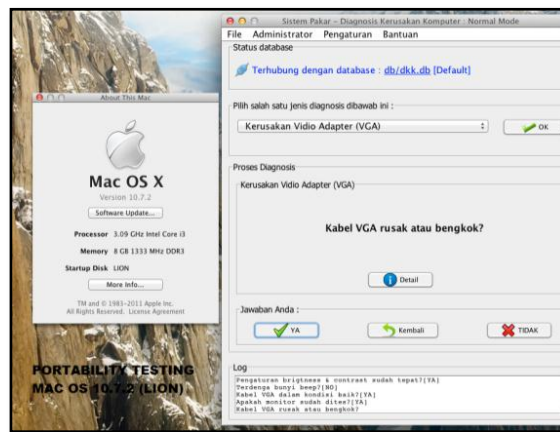 About This Mac
Mac OS X
Version 10.7.2
Software Update...
Processor 3.09 GHz Intel Core i3
Memory 8 GB 1333 MHz DDR3
Startup Disk LION
More Info...
TM and © 1983-2011 Apple Inc.
All Rights Reserved. License Agreement
PORTABILITY TESTING
MAC OS 10.7.2 (LION)
Sistem Pakar - Diagnosis Kerusakan Komputer : Normal Mode
File Administrator Pengaturan Bantuan
Status database
Terhubung dengan database : db/dkk.db [Default]
Pilih salah satu jenis diagnosis dibawab ini :
Kerusakan Vidio Adapter (VGA)
OK
Proses Diagnosis
Kerusakan Vidio Adapter (VGA)
Kabel VGA rusak atau bengkok?
Detail
Jawaban Anda :
YA
Kembali
TIDAK
Log
Pengaturan brigtness & contrast sudah tepat?[YA]
Terdenga bunyi beep?[NO]
Kabel VGA dalam kondisi baik?[YA]
Apakah monitor sudah dites?[YA]
Kabel VGA rusak atau bengkok?